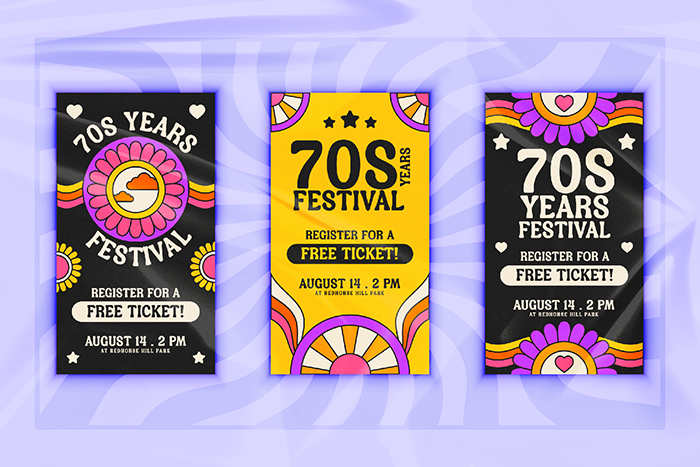 70S YEARS
FESTIVAL
REGISTER FOR A
FREE TICKET!
AUGUST 14 . 2 PM
AT REDHORSE HILL PARK
70S
YEARS
FESTIVAL
REGISTER FOR A
FREE TICKET!
AUGUST 14 . 2 PM
AT REDHORSE HILL PARK
70S
YEARS
FESTIVAL
REGISTER FOR A
FREE TICKET!
AUGUST 14 . 2 PM
AT REDHORSE HILL PARK